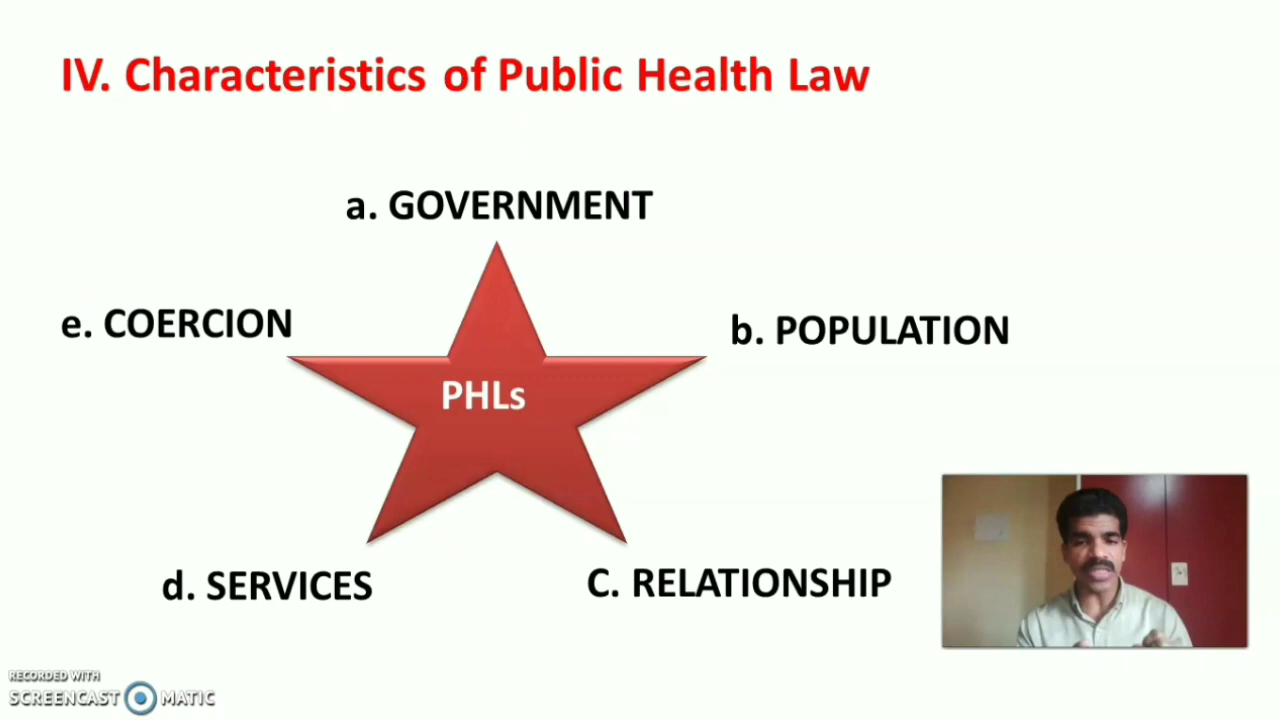 IV. Characteristics of Public Health Law
a. GOVERNMENT
e. COERCION
b. POPULATION
PHLs
d. SERVICES
C. RELATIONSHIP
RECORDED WITH
SCREENCAST MATIC